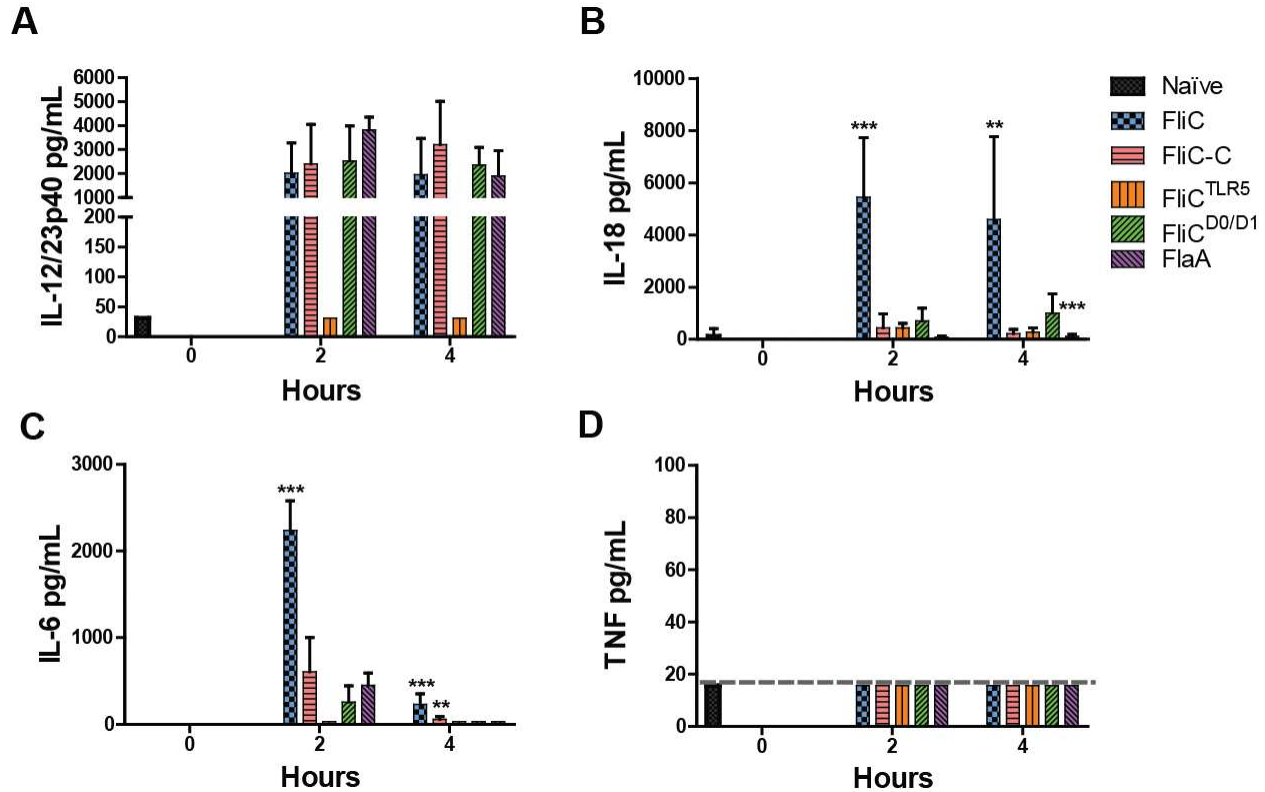 A
IL-12/23p40 pg/mL
6000
5000
4000
3000
2000
1000
200
150
100
50
0
0 2 4
Hours
B
IL-18 pg/mL
10000
8000
6000
4000
2000
0
*** ** ***
0 2 4
Hours
Naïve
FliC
FliC-C
FliC^TLR5
FliC^D0/D1
FlaA
C
IL-6 pg/mL
3000
2000
1000
0
*** *** **
0 2 4
Hours
D
TNF pg/mL
100
80
60
40
20
0
0 2 4
Hours